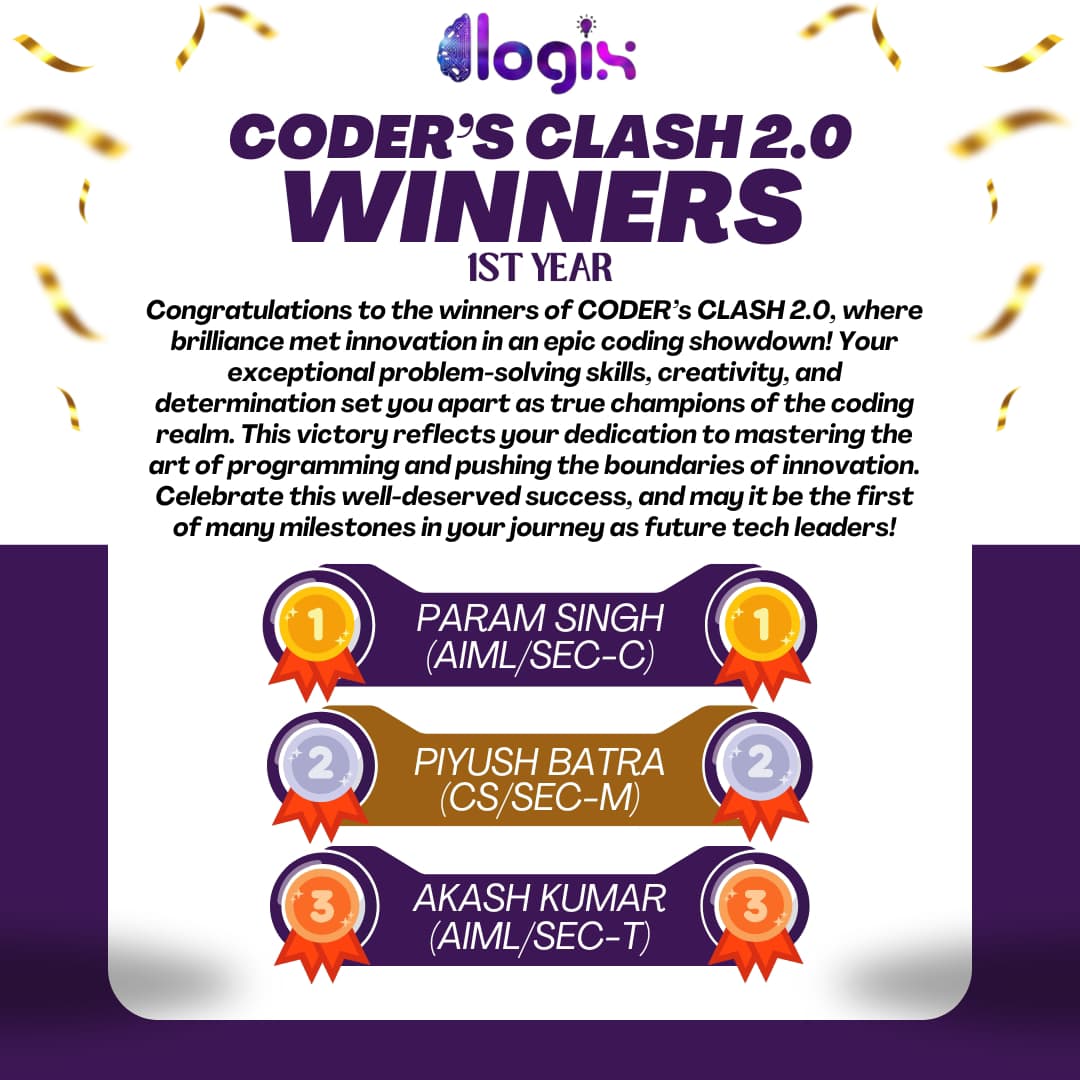 logix
CODER’S CLASH 2.0
WINNERS
1ST YEAR
Congratulations to the winners of CODER’s CLASH 2.0, where
brilliance met innovation in an epic coding showdown! Your
exceptional problem-solving skills, creativity, and
determination set you apart as true champions of the coding
realm. This victory reflects your dedication to mastering the
art of programming and pushing the boundaries of innovation.
Celebrate this well-deserved success, and may it be the first
of many milestones in your journey as future tech leaders!
1 PARAM SINGH 1
(AIML/SEC-C)
2 PIYUSH BATRA 2
(CS/SEC-M)
3 AKASH KUMAR 3
(AIML/SEC-T)